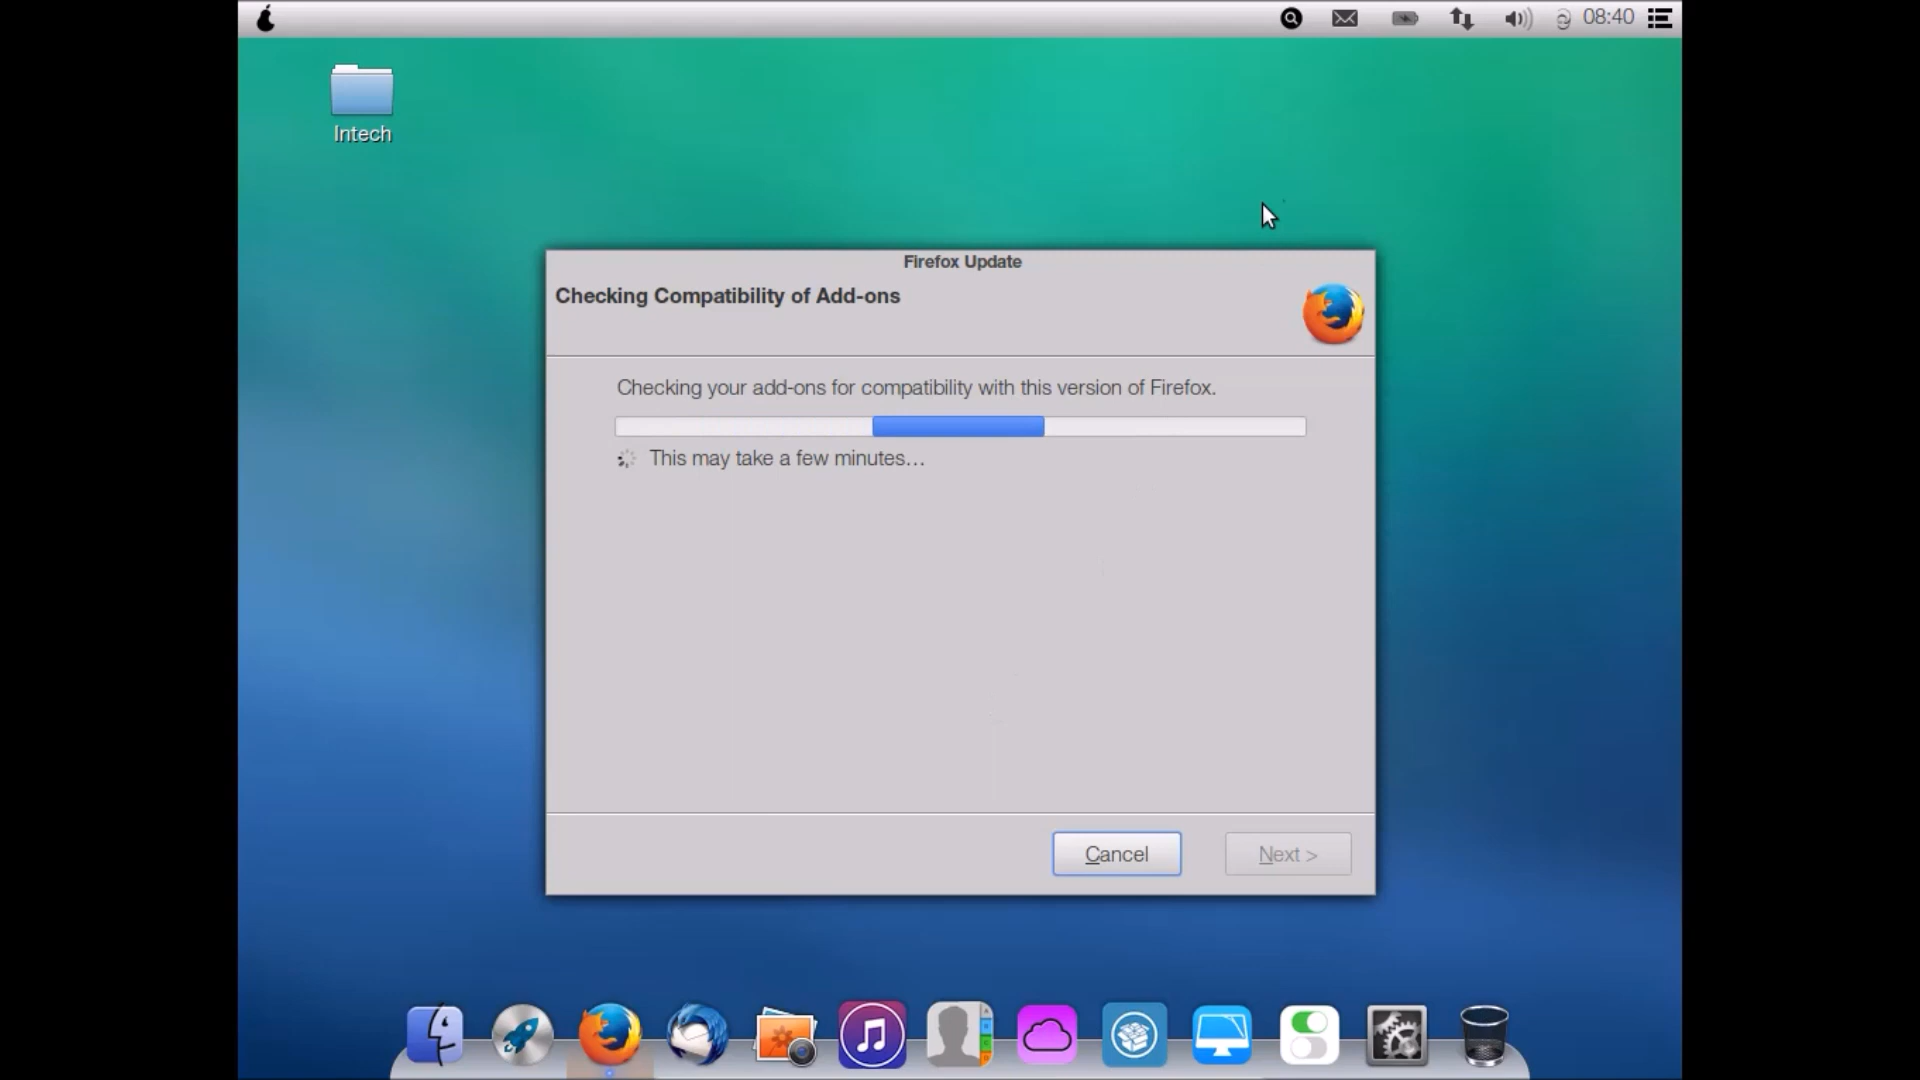 08:40
Intech
Firefox Update
Checking Compatibility of Add-ons
Checking your add-ons for compatibility with this version of Firefox.
This may take a few minutes…
Cancel
Next >